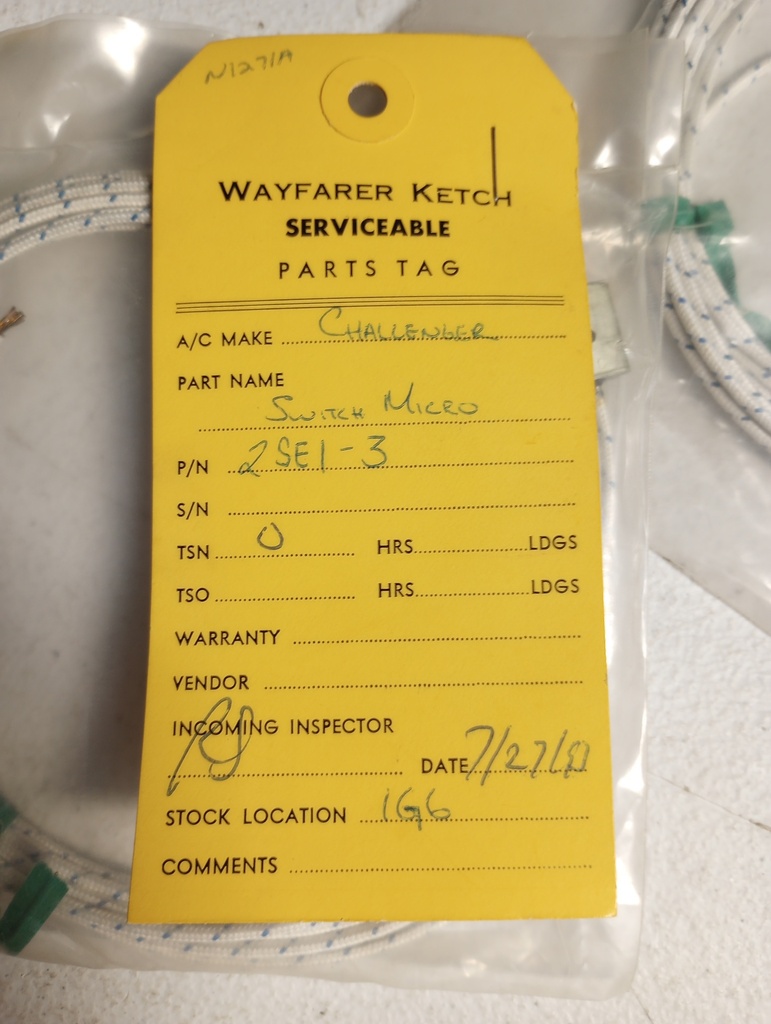 N1271A
WAYFARER KETCH
SERVICEABLE
PARTS TAG
A/C MAKE CHALLENGER
PART NAME
SWITCH MICRO
P/N 2SE1-3
S/N
TSN 0 HRS LDGS
TSO HRS LDGS
WARRANTY
VENDOR
INCOMING INSPECTOR
DATE 7/27/81
STOCK LOCATION 1G6
COMMENTS